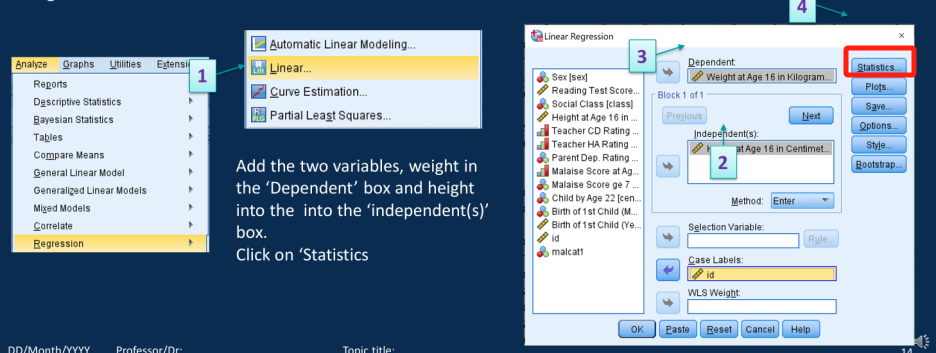 4
Analyze Graphs Utilities
Reports
Descriptive Statistics
Bayesian Statistics
Tables
Compare Means
General Linear Model
Generalized Linear Models
Mixed Models
Correlate
Regression
1
Automatic Linear Modeling...
Linear...
Curve Estimation...
Partial Least Squares...
Add the two variables, weight in
the 'Dependent' box and height
into the into the 'independent(s)'
box.
Click on 'Statistics
Linear Regression
3
Sex [sex]
Reading Test Score...
Social Class [class]
Height at Age 16 in ...
Teacher CD Rating ...
Teacher HA Rating ...
Parent Dep. Rating ...
Malaise Score at Ag...
Malaise Score ge 7 ...
Child by Age 22 [cen...
Birth of 1st Child (M...
Birth of 1st Child (Ye...
id
malcat1
Dependent:
Weight at Age 16 in Kilogram...
Block 1 of 1
Previous Next
Independent(s):
at Age 16 in Centimet...
2
Method: Enter
Selection Variable:
Rule...
Case Labels:
id
WLS Weight:
Statistics...
Plots...
Save...
Options...
Style...
Bootstrap...
OK Paste Reset Cancel Help
DD/Month/YYYY Professor/Dr: Topic title: 14